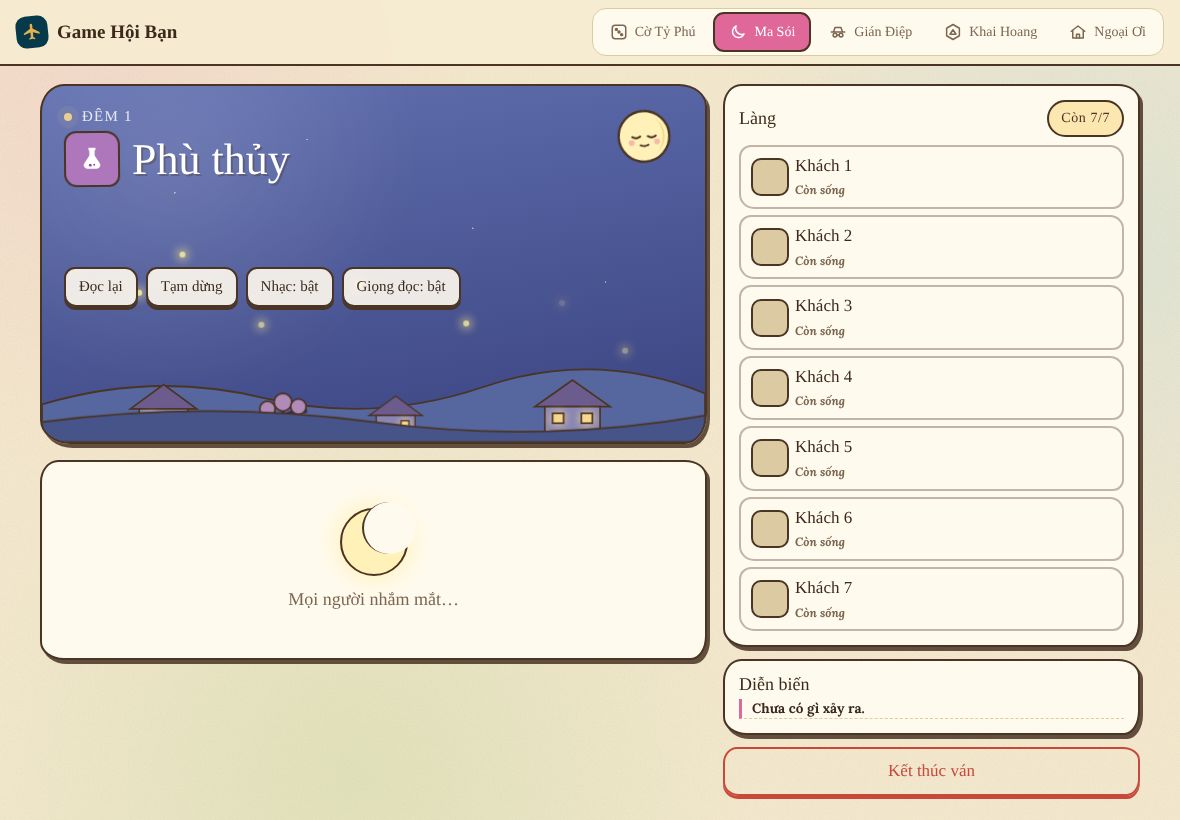 Game Hội Bạn
Cờ Tỷ Phú
Ma Sói
Gián Điệp
Khai Hoang
Ngoại Ơi
ĐÊM 1
Phù thủy
Đọc lại
Tạm dừng
Nhạc: bật
Giọng đọc: bật
Mọi người nhắm mắt…
Làng
Còn 7/7
Khách 1
Còn sống
Khách 2
Còn sống
Khách 3
Còn sống
Khách 4
Còn sống
Khách 5
Còn sống
Khách 6
Còn sống
Khách 7
Còn sống
Diễn biến
Chưa có gì xảy ra.
Kết thúc ván